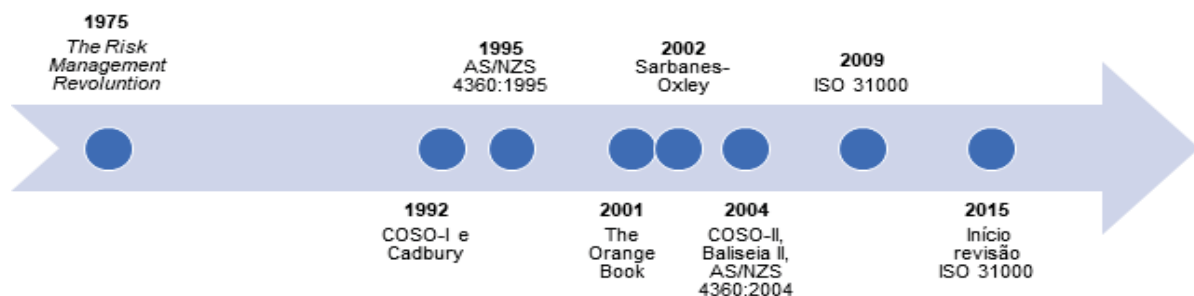 1975
The Risk
Management
Revoluntion
1992
COSO-I e
Cadbury
1995
AS/NZS
4360:1995
2001
The
Orange
Book
2002
Sarbanes-
Oxley
2004
COSO-II,
Baliseia II,
AS/NZS
4360:2004
2009
ISO 31000
2015
Início
revisão
ISO 31000